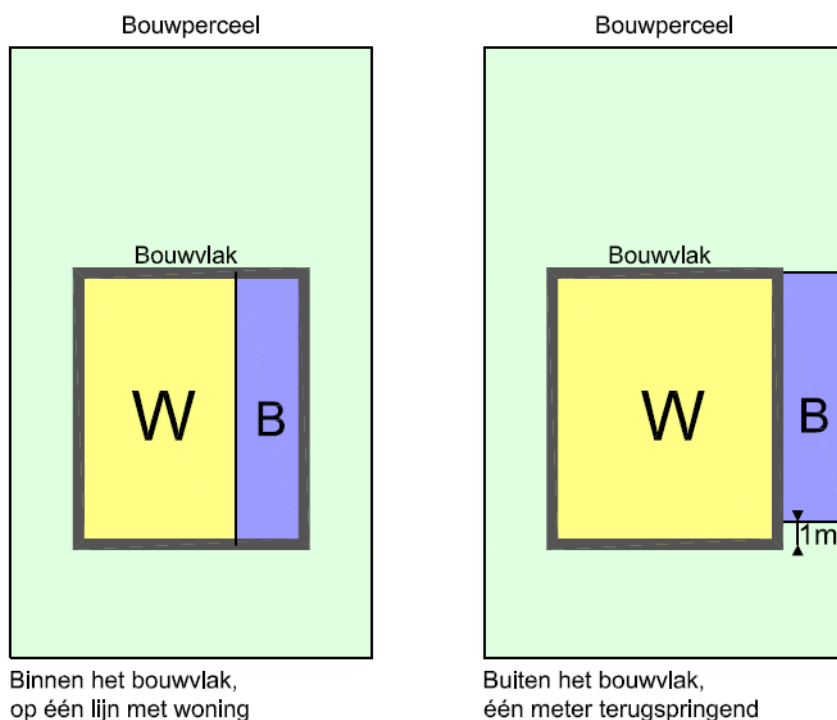 Bouwperceel
Bouwvlak
W
B
Binnen het bouwvlak,
op één lijn met woning
Bouwperceel
Bouwvlak
W
B
1m
Buiten het bouwvlak,
één meter terugspringend